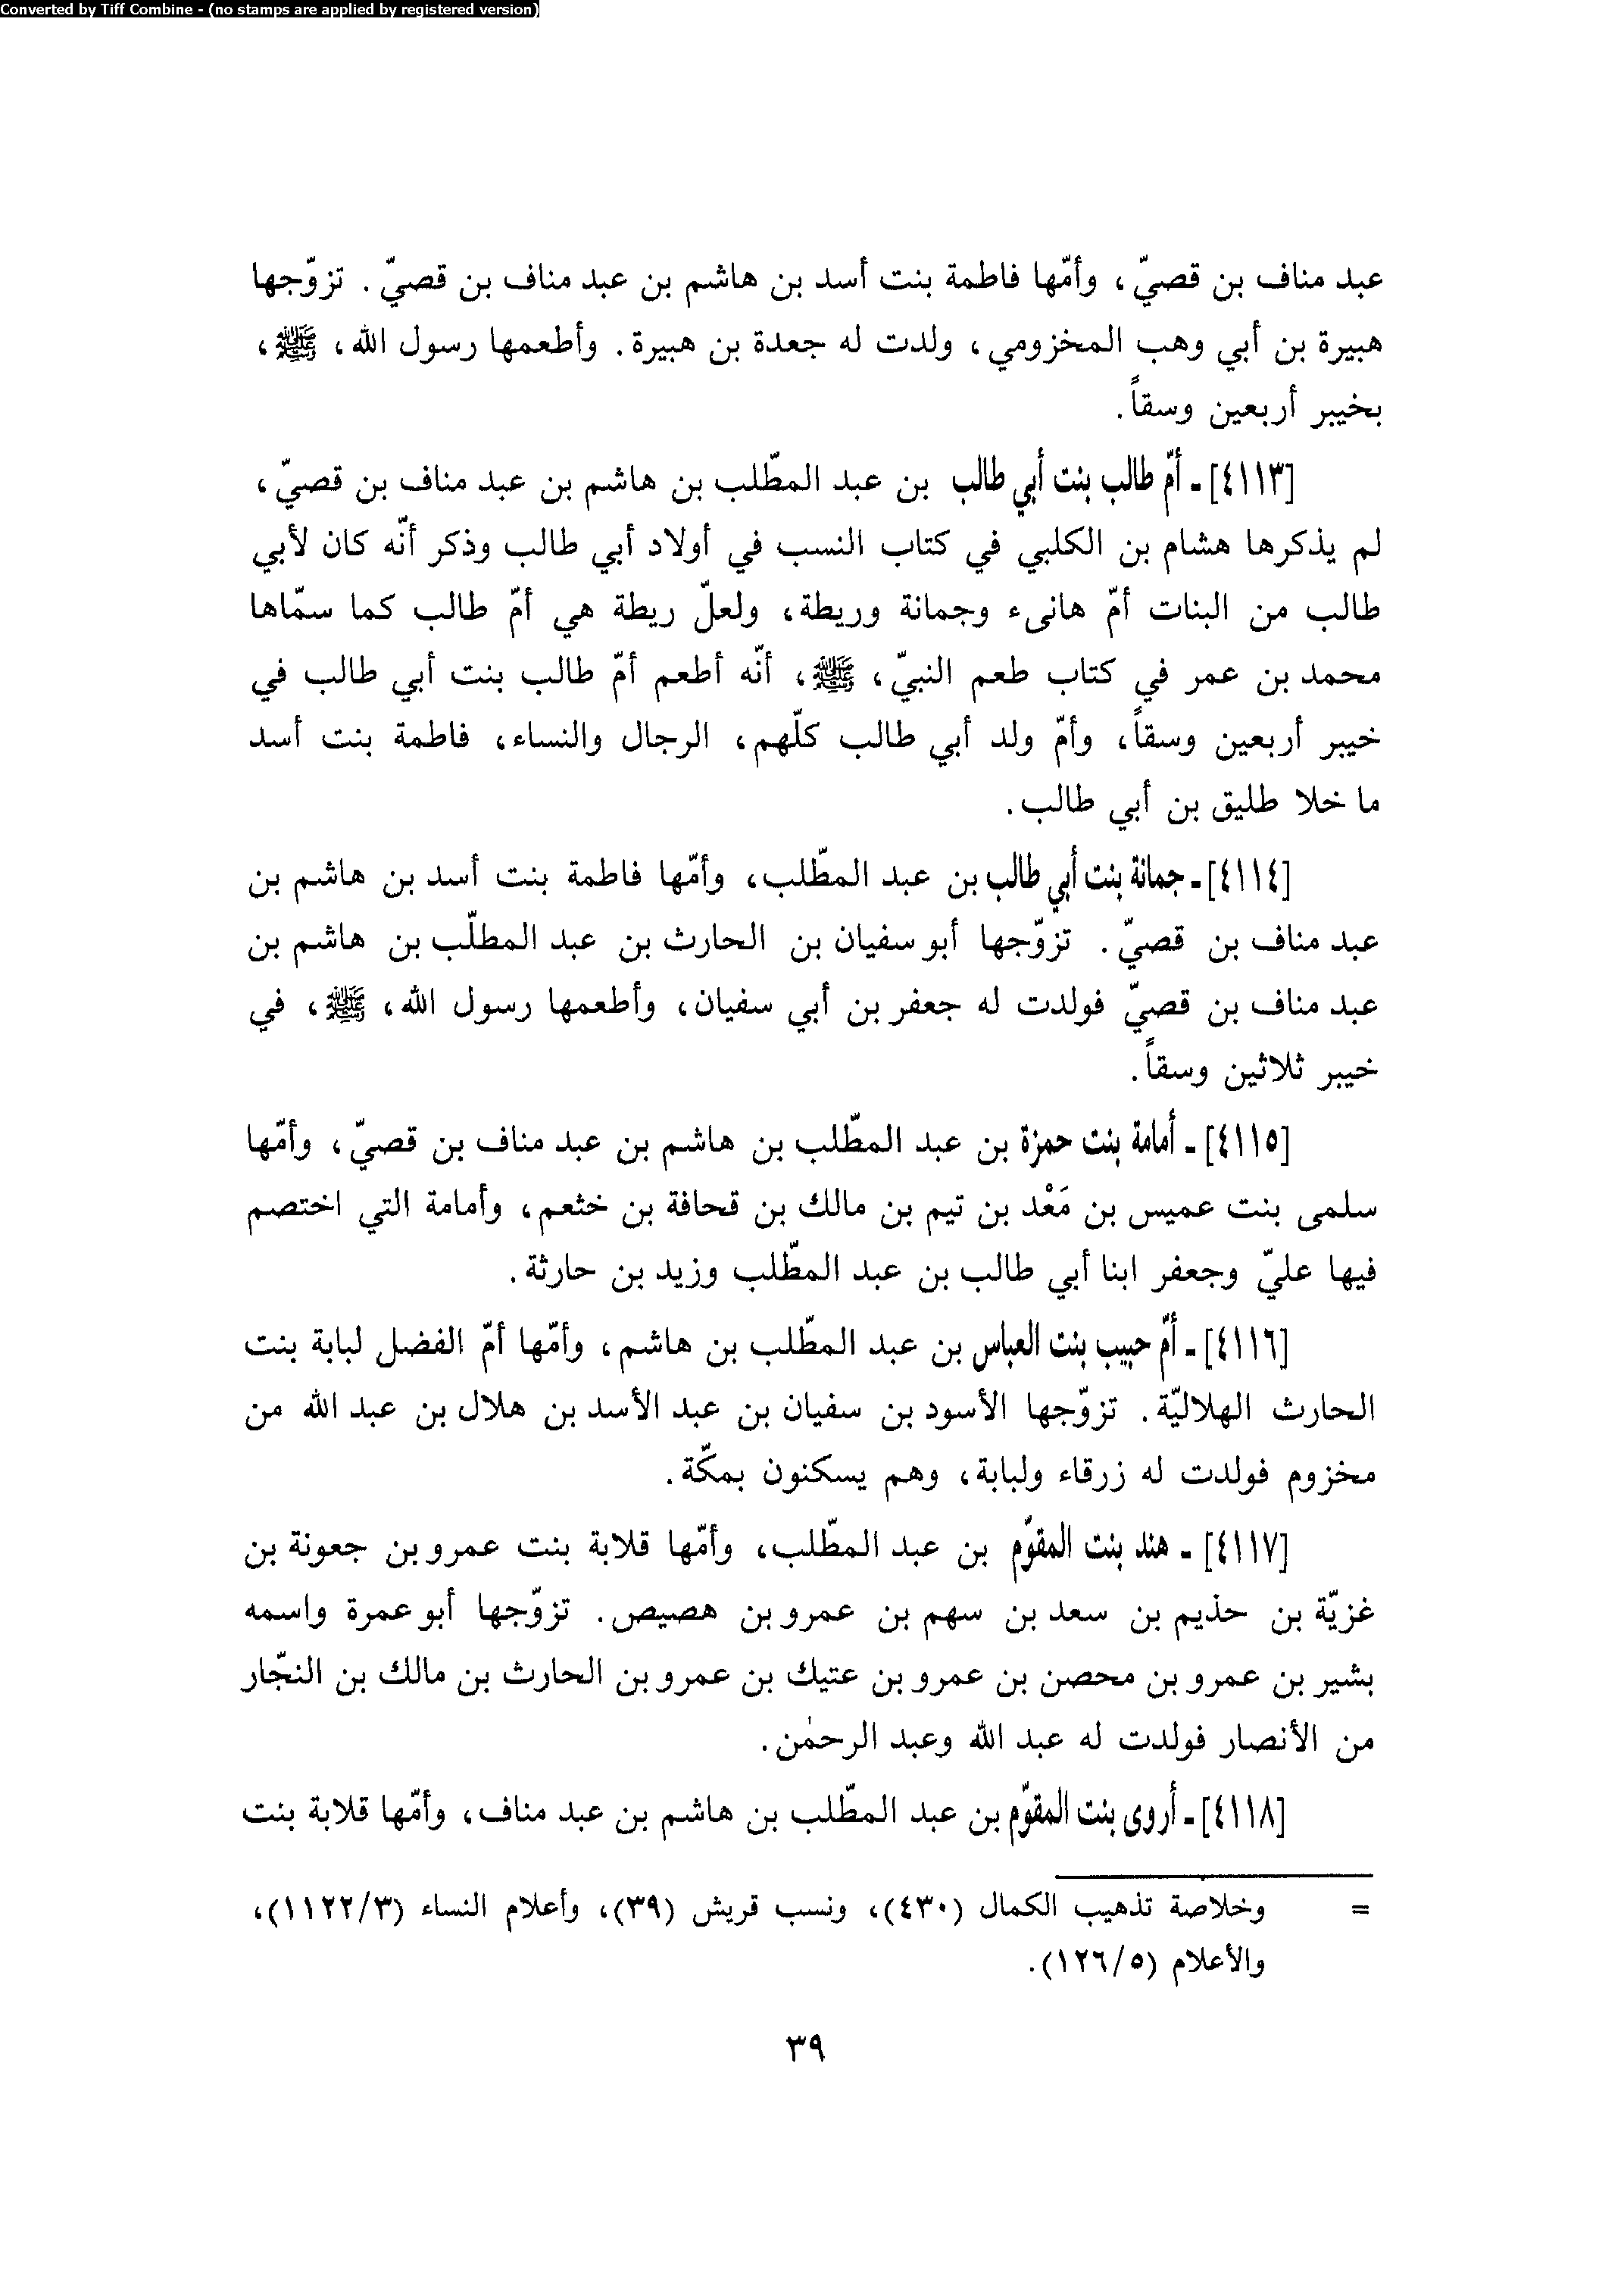 Converted by Tiff Combine - (no stamps are applied by registered version)
عبد مناف بن قصيّ، وأمّها فاطمة بنت أسد بن هاشم بن عبد مناف بن قصيّ. تزوّجها
هبيرة بن أبي وهب المخزومي، ولدت له جعدة بن هبيرة. وأطعمها رسول الله، ﷺ،
بخيبر أربعين وسقاً.
[٤١١٣] ـ أمّ طالب بنت أبي طالب بن عبد المطّلب بن هاشم بن عبد مناف بن قصيّ،
لم يذكرها هشام بن الكلبي في كتاب النسب في أولاد أبي طالب وذكر أنّه كان لأبي
طالب من البنات أمّ هانىء وجمانة وريطة، ولعلّ ريطة هي أمّ طالب كما سمّاها
محمد بن عمر في كتاب طعم النبيّ، ﷺ، أنّه أطعم أمّ طالب بنت أبي طالب في
خيبر أربعين وسقاً، وأمّ ولد أبي طالب كلّهم، الرجال والنساء، فاطمة بنت أسد
ما خلا طليق بن أبي طالب.
[٤١١٤] ـ جمانة بنت أبي طالب بن عبد المطّلب، وأمّها فاطمة بنت أسد بن هاشم بن
عبد مناف بن قصيّ. تزوّجها أبو سفيان بن الحارث بن عبد المطلّب بن هاشم بن
عبد مناف بن قصيّ فولدت له جعفر بن أبي سفيان، وأطعمها رسول الله، ﷺ، في
خيبر ثلاثين وسقاً.
[٤١١٥] ـ أمامة بنت حمزة بن عبد المطّلب بن هاشم بن عبد مناف بن قصيّ، وأمّها
سلمى بنت عميس بن مَعْد بن تيم بن مالك بن قحافة بن خثعم، وأمامة التي اختصم
فيها عليّ وجعفر ابنا أبي طالب بن عبد المطّلب وزيد بن حارثة.
[٤١١٦] ـ أمّ حبيب بنت العباس بن عبد المطّلب بن هاشم، وأمّها أمّ الفضل لبابة بنت
الحارث الهلاليّة. تزوّجها الأسود بن سفيان بن عبد الأسد بن هلال بن عبد الله من
مخزوم فولدت له زرقاء ولبابة، وهم يسكنون بمكّة.
[٤١١٧] ـ هند بنت المقوّم بن عبد المطّلب، وأمّها قلابة بنت عمرو بن جعونة بن
غزيّة بن حذيم بن سعد بن سهم بن عمرو بن هصيص. تزوّجها أبو عمرة واسمه
بشير بن عمرو بن محصن بن عمرو بن عتيك بن عمرو بن الحارث بن مالك بن النجّار
من الأنصار فولدت له عبد الله وعبد الرحمٰن.
[٤١١٨] ـ أروى بنت المقوّم بن عبد المطّلب بن هاشم بن عبد مناف، وأمّها قلابة بنت
= وخلاصة تذهيب الكمال (٤٣٠)، ونسب قريش (٣٩)، وأعلام النساء (١١٢٢/٣)،
والأعلام (١٢٦/٥).
٣٩